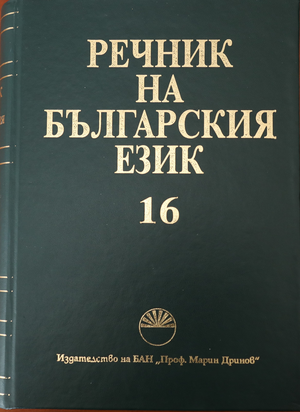 РЕЧНИК
НА
БЪЛГАРСКИЯ
ЕЗИК
16
Издателство на БАН „Проф. Марин Дринов“